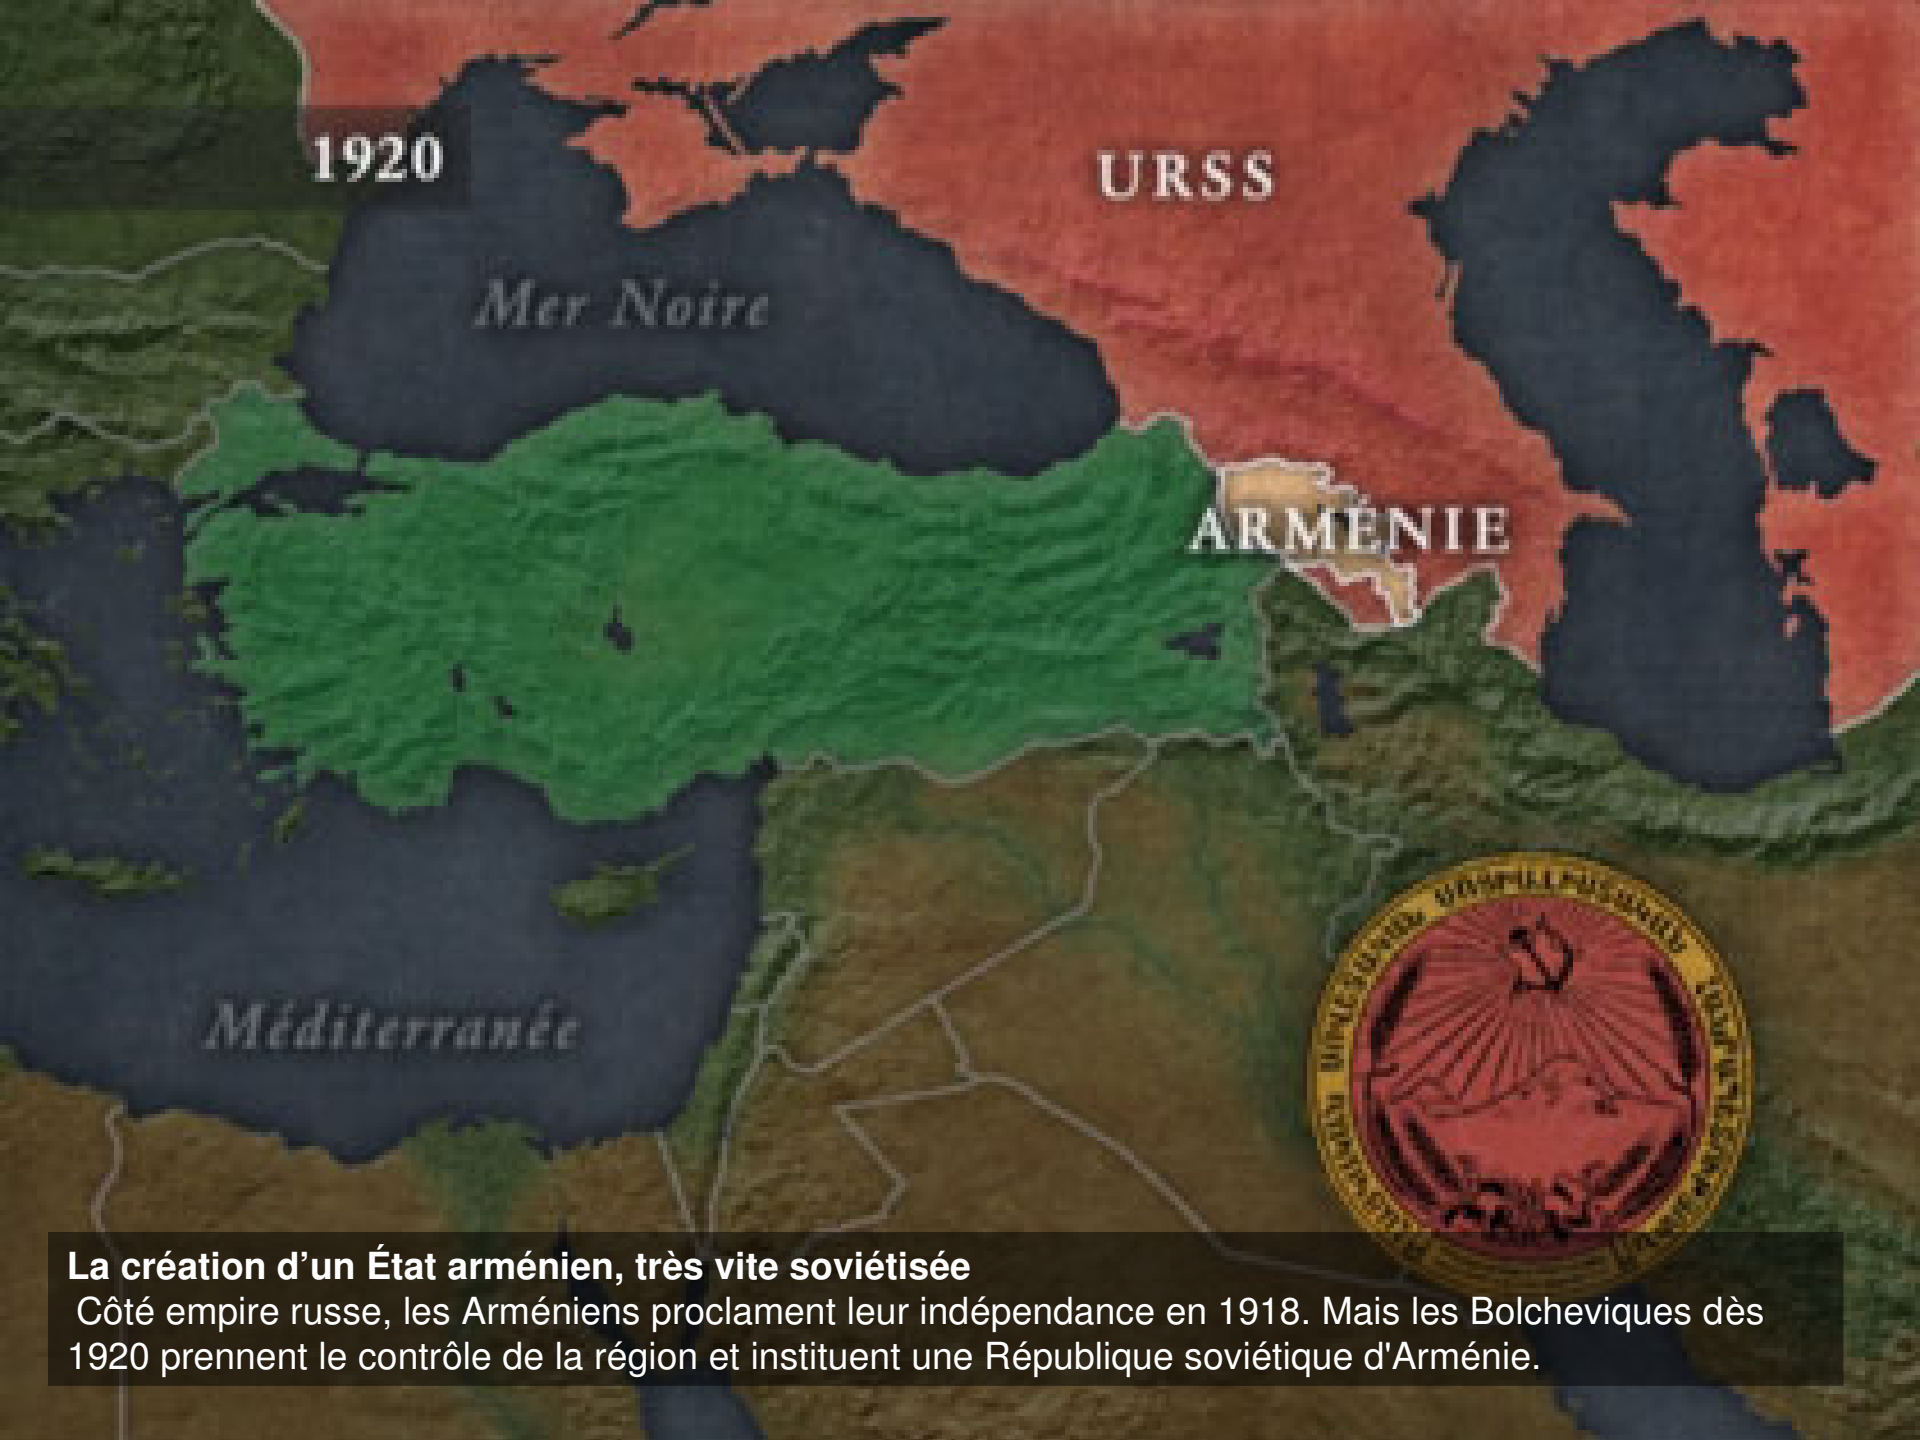 1920
URSS
Mer Noire
ARMÉNIE
Méditerranée
La création d’un État arménien, très vite soviétisée
Côté empire russe, les Arméniens proclament leur indépendance en 1918. Mais les Bolcheviques dès
1920 prennent le contrôle de la région et instituent une République soviétique d'Arménie.